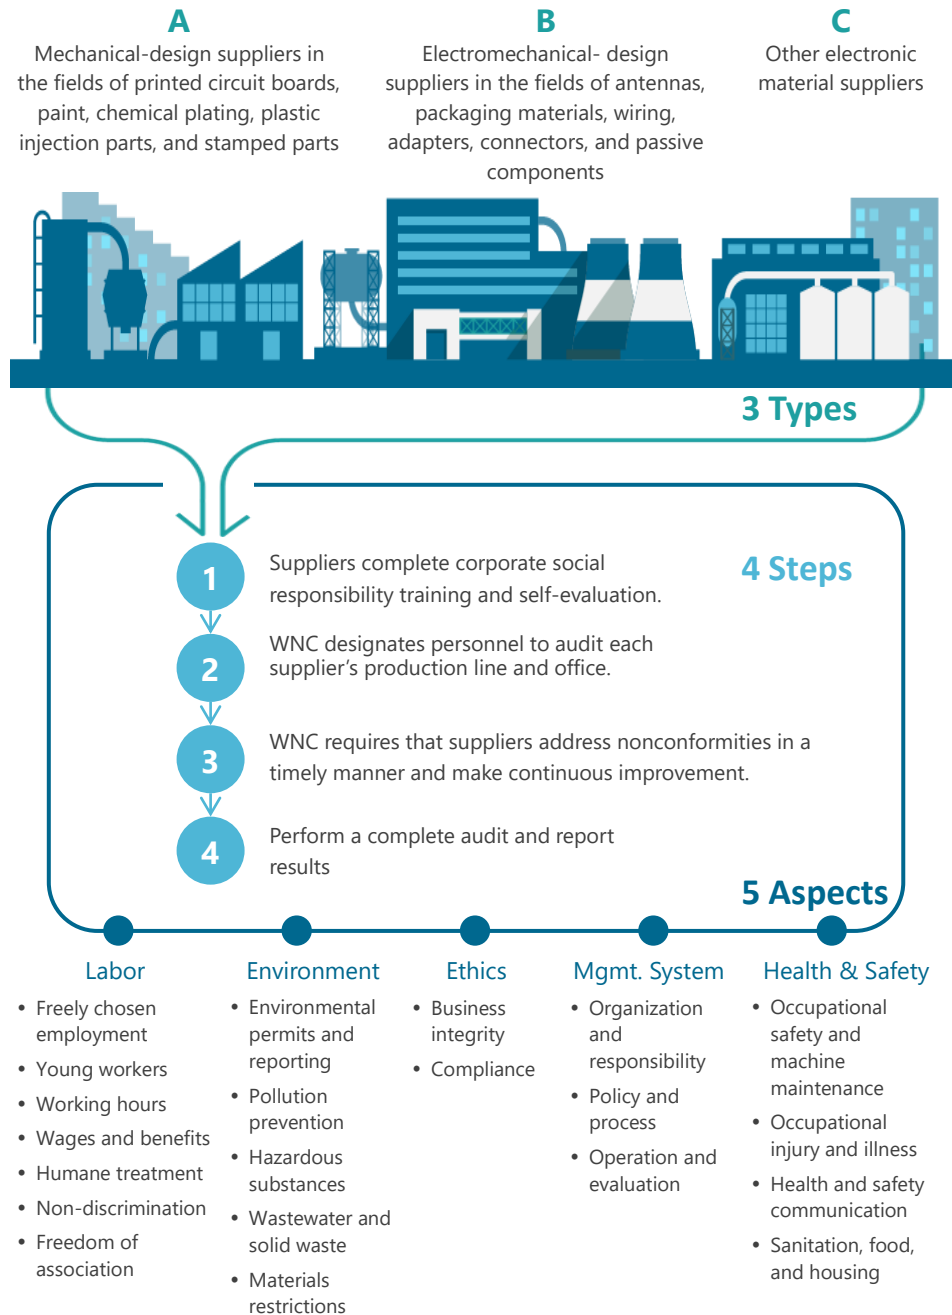 A
Mechanical-design suppliers in
the fields of printed circuit boards,
paint, chemical plating, plastic
injection parts, and stamped parts
B
Electromechanical- design
suppliers in the fields of antennas,
packaging materials, wiring,
adapters, connectors, and passive
components
C
Other electronic
material suppliers
3 Types
4 Steps
1
Suppliers complete corporate social
responsibility training and self-evaluation.
2
WNC designates personnel to audit each
supplier’s production line and office.
3
WNC requires that suppliers address nonconformities in a
timely manner and make continuous improvement.
4
Perform a complete audit and report
results
5 Aspects
Labor
• Freely chosen
employment
• Young workers
• Working hours
• Wages and benefits
• Humane treatment
• Non-discrimination
• Freedom of
association
Environment
• Environmental
permits and
reporting
• Pollution
prevention
• Hazardous
substances
• Wastewater and
solid waste
• Materials
restrictions
Ethics
• Business
integrity
• Compliance
Mgmt. System
• Organization
and
responsibility
• Policy and
process
• Operation and
evaluation
Health & Safety
• Occupational
safety and
machine
maintenance
• Occupational
injury and illness
• Health and safety
communication
• Sanitation, food,
and housing